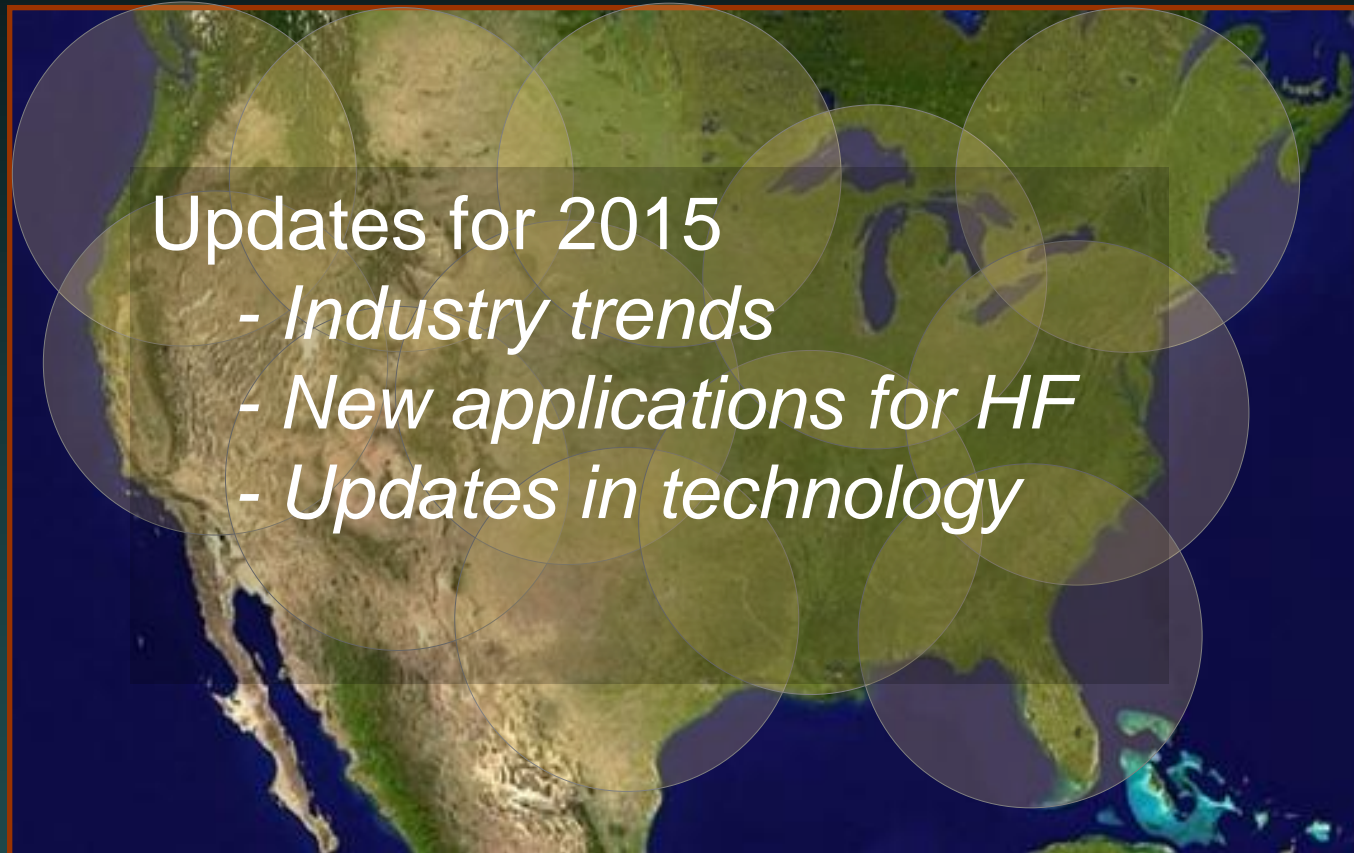 Updates for 2015
- Industry trends
- New applications for HF
- Updates in technology